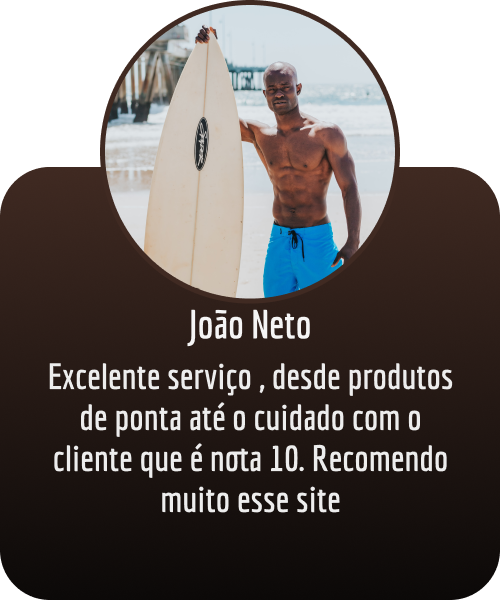 João Neto
Excelente serviço , desde produtos
de ponta até o cuidado com o
cliente que é nota 10. Recomendo
muito esse site